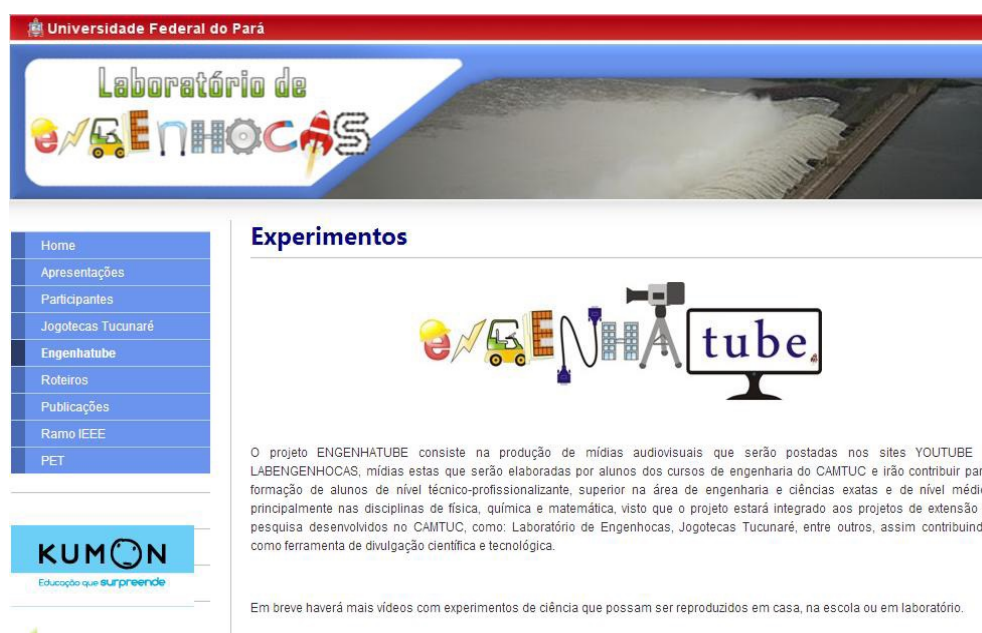 Universidade Federal do Pará
Laboratório de
eNGENHOCAS
Home
Apresentações
Participantes
Jogotecas Tucunaré
Engenhatube
Roteiros
Publicações
Ramo IEEE
PET
KUMON
Educação que surpreende
Experimentos
eNGENHA tube
O projeto ENGENHATUBE consiste na produção de mídias audiovisuais que serão postadas nos sites YOUTUBE
LABENGENHOCAS, mídias estas que serão elaboradas por alunos dos cursos de engenharia do CAMTUC e irão contribuir par
formação de alunos de nível técnico-profissionalizante, superior na área de engenharia e ciências exatas e de nível médi
principalmente nas disciplinas de física, química e matemática, visto que o projeto estará integrado aos projetos de extensão
pesquisa desenvolvidos no CAMTUC, como: Laboratório de Engenhocas, Jogotecas Tucunaré, entre outros, assim contribuind
como ferramenta de divulgação científica e tecnológica.
Em breve haverá mais vídeos com experimentos de ciência que possam ser reproduzidos em casa, na escola ou em laboratório.